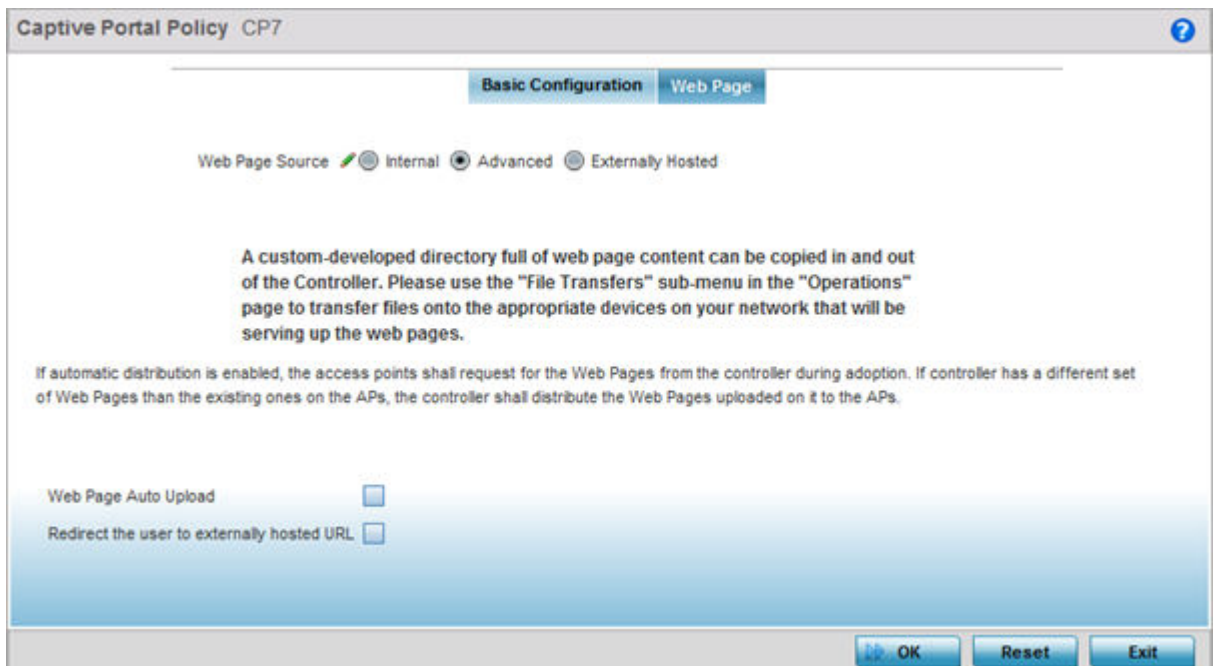 Captive Portal Policy CP7 ?
Basic Configuration Web Page
Web Page Source Internal Advanced Externally Hosted
A custom-developed directory full of web page content can be copied in and out
of the Controller. Please use the "File Transfers" sub-menu in the "Operations"
page to transfer files onto the appropriate devices on your network that will be
serving up the web pages.
If automatic distribution is enabled, the access points shall request for the Web Pages from the controller during adoption. If controller has a different set
of Web Pages than the existing ones on the APs, the controller shall distribute the Web Pages uploaded on it to the APs.
Web Page Auto Upload
Redirect the user to externally hosted URL
OK Reset Exit